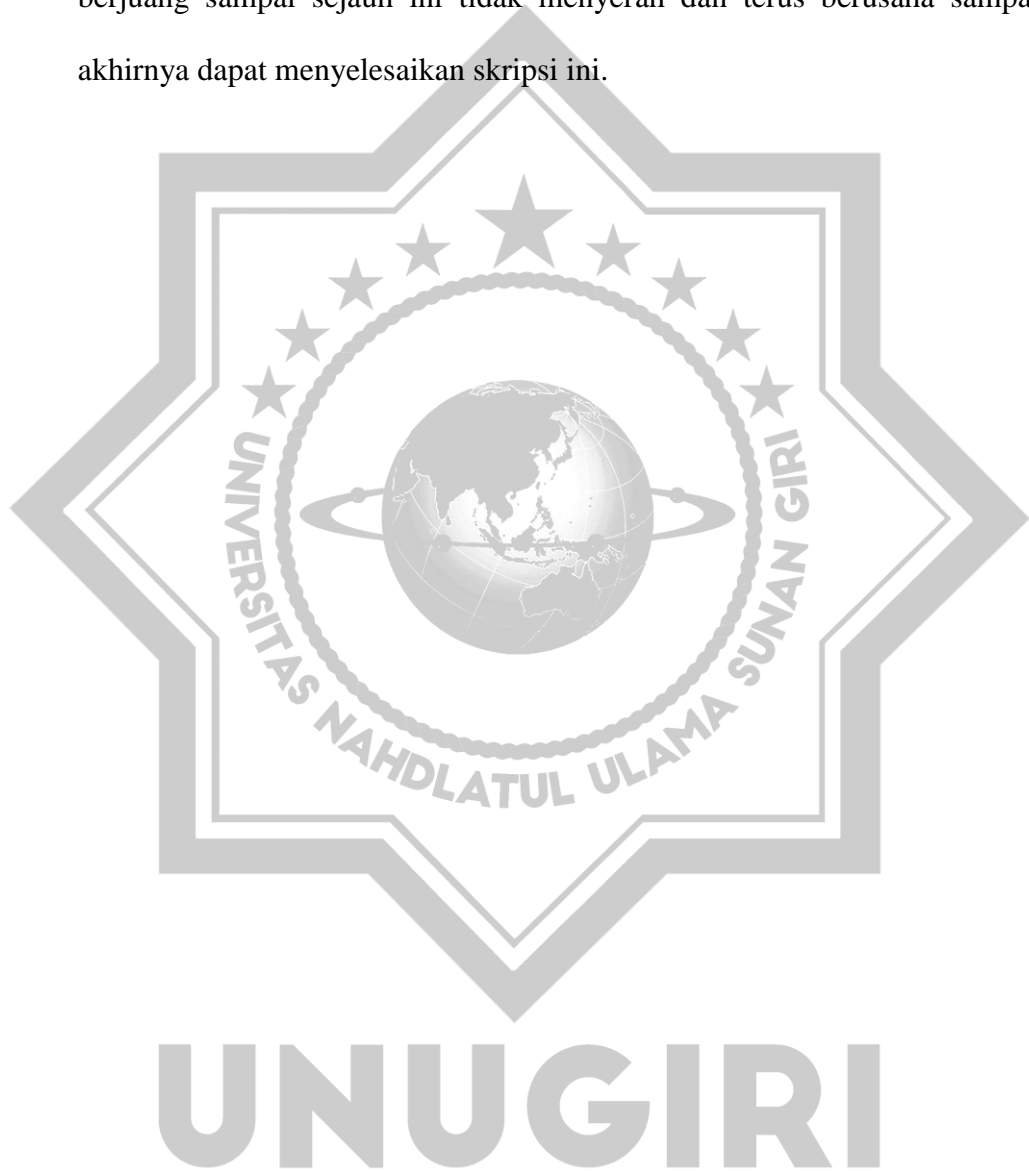 berjuang sampai sejauh ini tidak menyerah dan terus berusaha sampai
akhirnya dapat menyelesaikan skripsi ini.
UNIVERSITAS NAHDLATUL ULAMA SUNAN GIRI
UNUGIRI